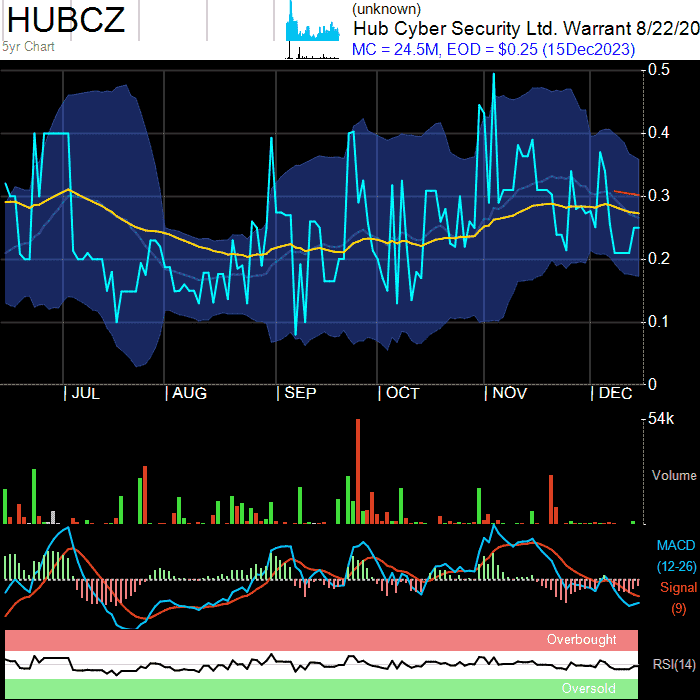 HUBCZ
5yr Chart
(unknown)
Hub Cyber Security Ltd. Warrant 8/22/20
MC = 24.5M, EOD = $0.25 (15Dec2023)
0.5
0.4
0.3
0.2
0.1
0
JUL AUG SEP OCT NOV DEC
54k
Volume
MACD
(12-26)
Signal
(9)
Overbought
RSI(14)
Oversold